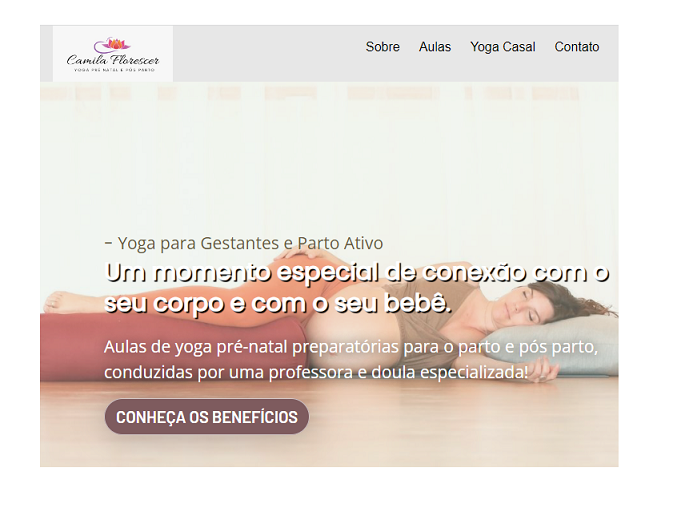 Camila Florescer
YOGA PRÉ NATAL E PÓS PARTO
Sobre Aulas Yoga Casal Contato
– Yoga para Gestantes e Parto Ativo
Um momento especial de conexão com o
seu corpo e com o seu bebê.
Aulas de yoga pré-natal preparatórias para o parto e pós parto,
conduzidas por uma professora e doula especializada!
CONHEÇA OS BENEFÍCIOS